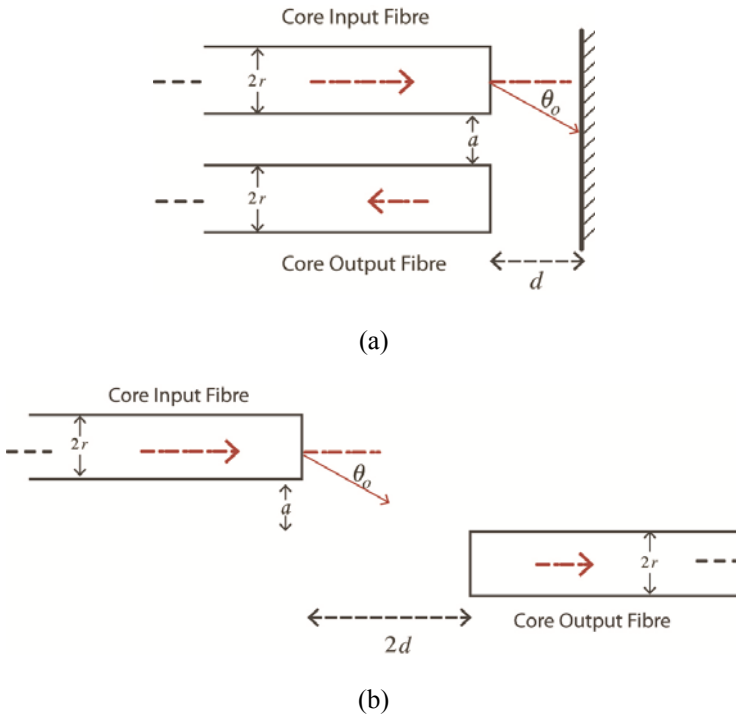 Core Input Fibre
2r
θo
a
2r
Core Output Fibre
d
(a)
Core Input Fibre
2r
θo
a
2r
Core Output Fibre
2d
(b)